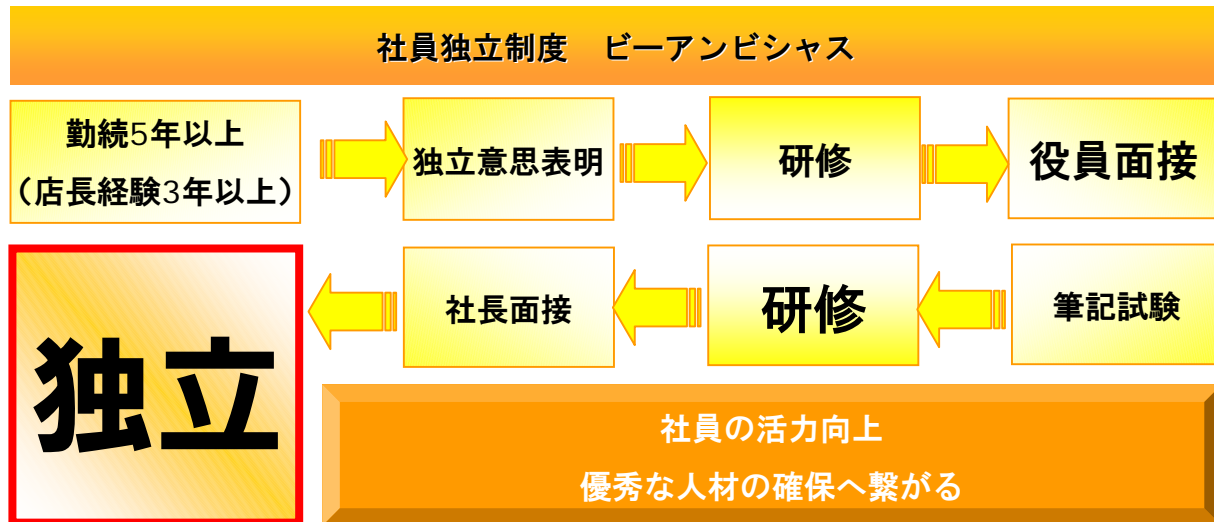 社員独立制度　ビーアンビシャス
勤続5年以上
（店長経験3年以上）
独立意思表明
研修
役員面接
筆記試験
研修
社長面接
独立
社員の活力向上
優秀な人材の確保へ繋がる